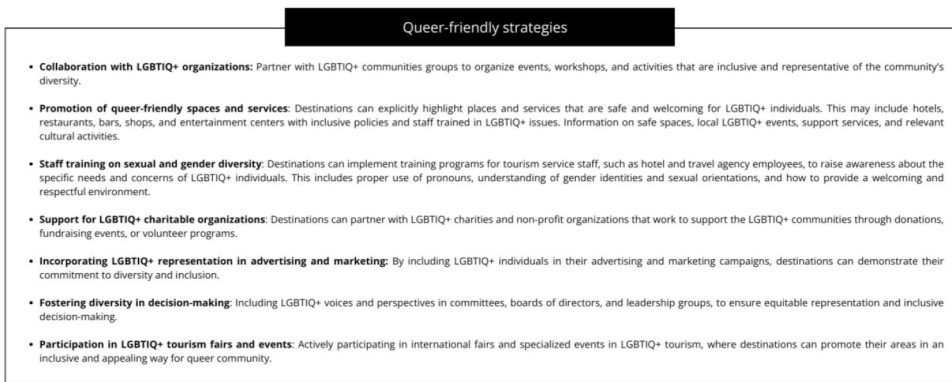 Queer-friendly strategies
• Collaboration with LGBTIQ+ organizations: Partner with LGBTIQ+ communities groups to organize events, workshops, and activities that are inclusive and representative of the community's
diversity.
• Promotion of queer-friendly spaces and services: Destinations can explicitly highlight places and services that are safe and welcoming for LGBTIQ+ individuals. This may include hotels,
restaurants, bars, shops, and entertainment centers with inclusive policies and staff trained in LGBTIQ+ issues. Information on safe spaces, local LGBTIQ+ events, support services, and relevant
cultural activities.
• Staff training on sexual and gender diversity: Destinations can implement training programs for tourism service staff, such as hotel and travel agency employees, to raise awareness about the
specific needs and concerns of LGBTIQ+ individuals. This includes proper use of pronouns, understanding of gender identities and sexual orientations, and how to provide a welcoming and
respectful environment.
• Support for LGBTIQ+ charitable organizations: Destinations can partner with LGBTIQ+ charities and non-profit organizations that work to support the LGBTIQ+ communities through donations,
fundraising events, or volunteer programs.
• Incorporating LGBTIQ+ representation in advertising and marketing: By including LGBTIQ+ individuals in their advertising and marketing campaigns, destinations can demonstrate their
commitment to diversity and inclusion.
• Fostering diversity in decision-making: Including LGBTIQ+ voices and perspectives in committees, boards of directors, and leadership groups, to ensure equitable representation and inclusive
decision-making.
• Participation in LGBTIQ+ tourism fairs and events: Actively participating in international fairs and specialized events in LGBTIQ+ tourism, where destinations can promote their areas in an
inclusive and appealing way for queer community.